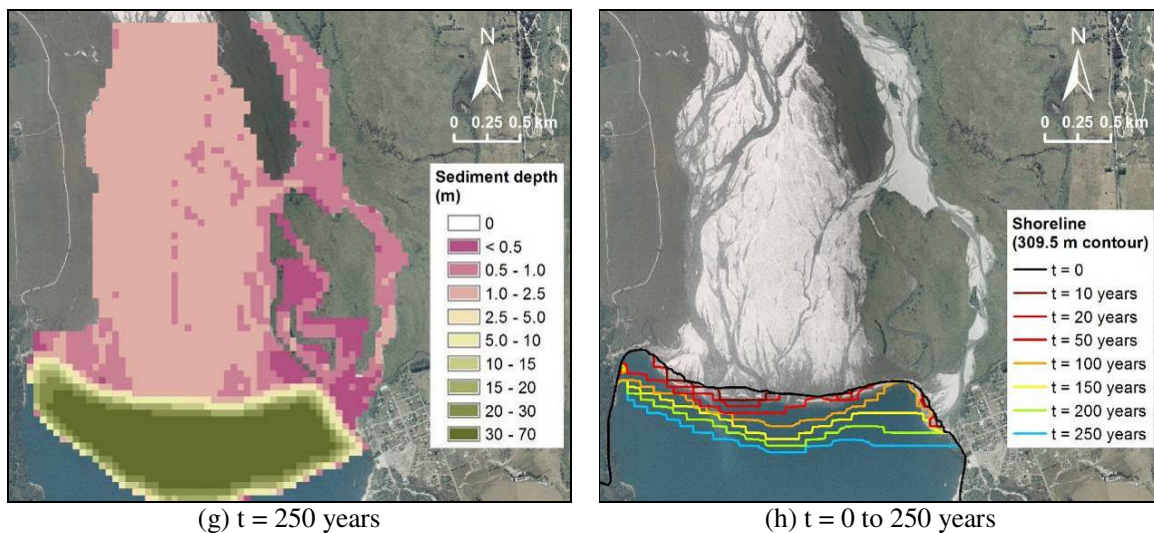 N
0 0.25 0.5 km
Sediment depth
(m)
0
< 0.5
0.5 - 1.0
1.0 - 2.5
2.5 - 5.0
5.0 - 10
10 - 15
15 - 20
20 - 30
30 - 70
(g) t = 250 years
N
0 0.25 0.5 km
Shoreline
(309.5 m contour)
t = 0
t = 10 years
t = 20 years
t = 50 years
t = 100 years
t = 150 years
t = 200 years
t = 250 years
(h) t = 0 to 250 years